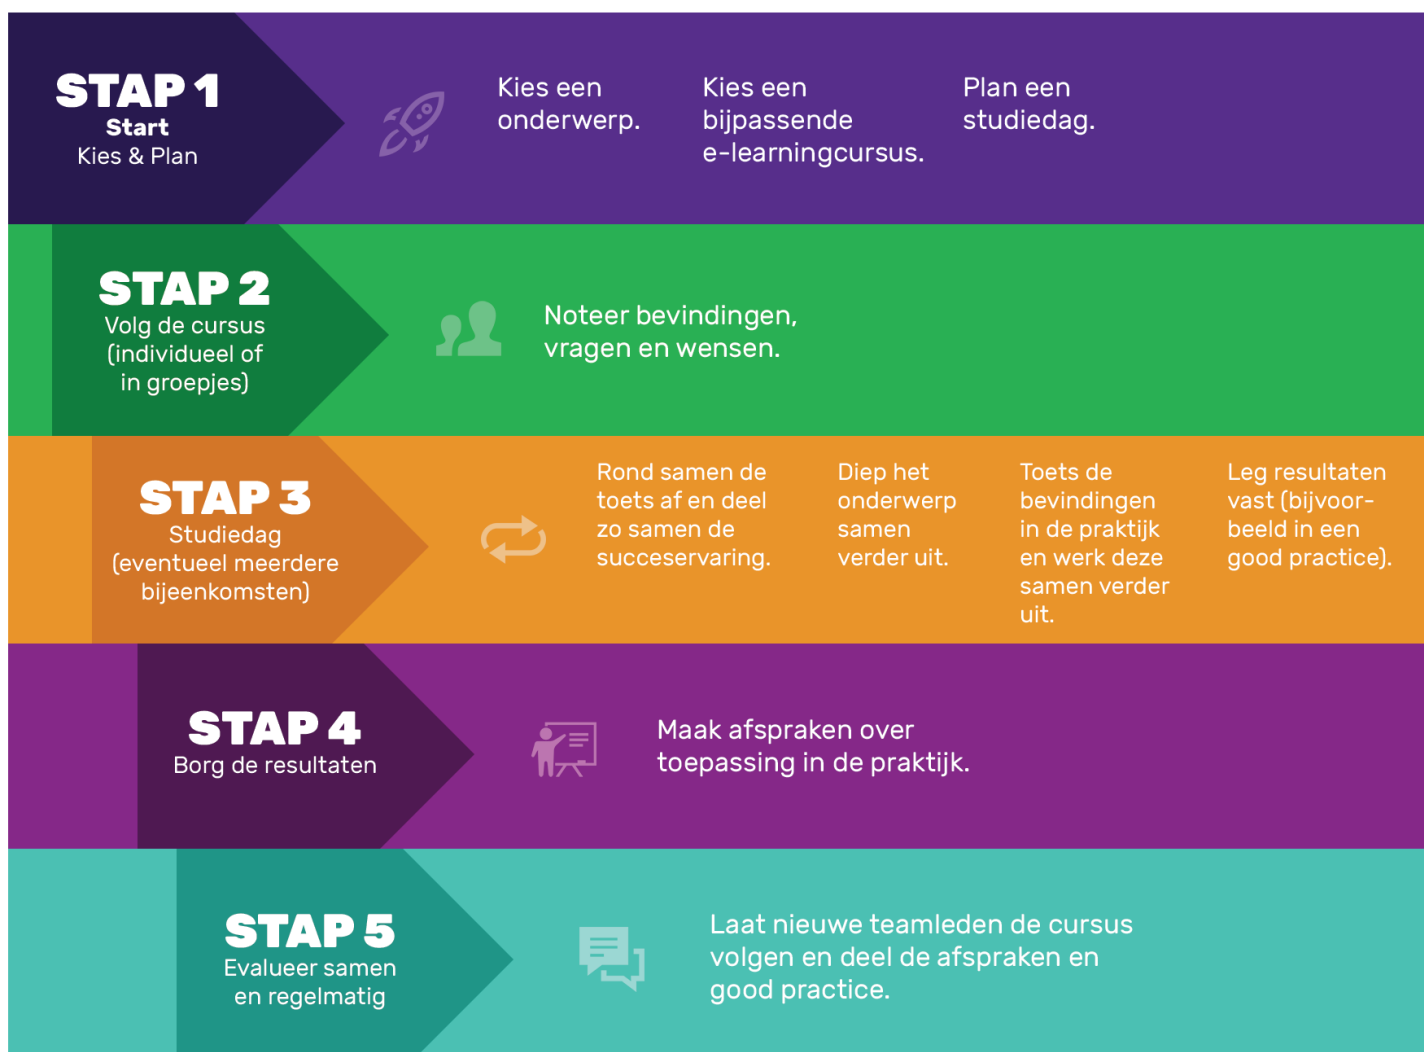 STAP 1
Start
Kies & Plan
Kies een
onderwerp.
Kies een
bijpassende
e-learningcursus.
Plan een
studiedag.
STAP 2
Volg de cursus
(individueel of
in groepjes)
Noteer bevindingen,
vragen en wensen.
STAP 3
Studiedag
(eventueel meerdere
bijeenkomsten)
Rond samen de
toets af en deel
zo samen de
succeservaring.
Diep het
onderwerp
samen
verder uit.
Toets de
bevindingen
in de praktijk
en werk deze
samen verder
uit.
Leg resultaten
vast (bijvoor-
beeld in een
good practice).
STAP 4
Borg de resultaten
Maak afspraken over
toepassing in de praktijk.
STAP 5
Evalueer samen
en regelmatig
Laat nieuwe teamleden de cursus
volgen en deel de afspraken en
good practice.